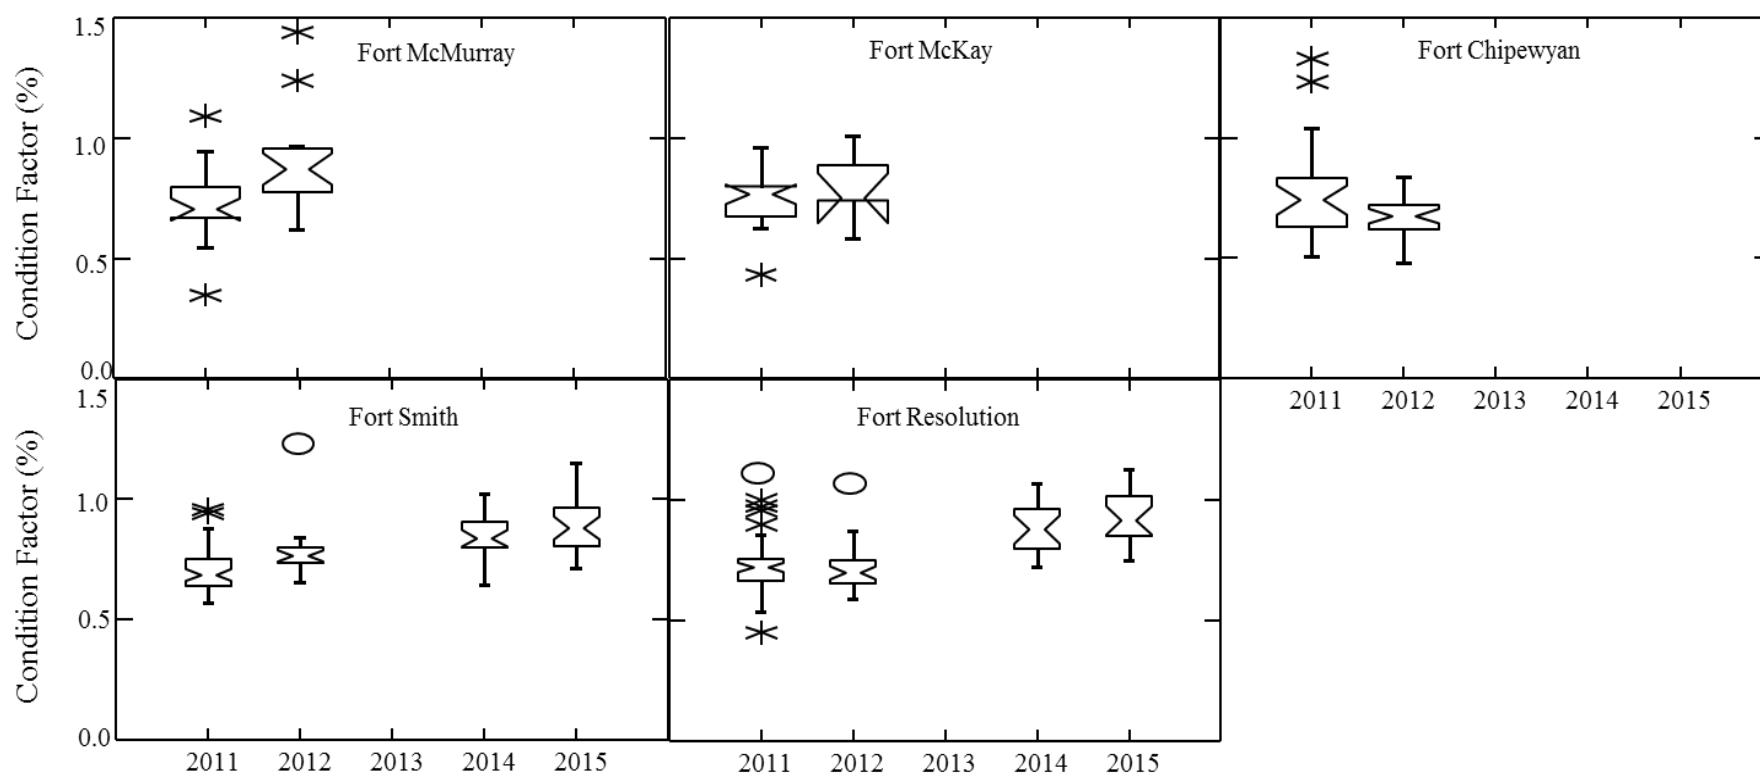 Condition Factor (%)
1.5
1.0
0.5
0.0
Fort McMurray
Fort McKay
Fort Chipewyan
2011 2012 2013 2014 2015
Condition Factor (%)
1.5
1.0
0.5
0.0
Fort Smith
Fort Resolution
2011 2012 2013 2014 2015
2011 2012 2013 2014 2015